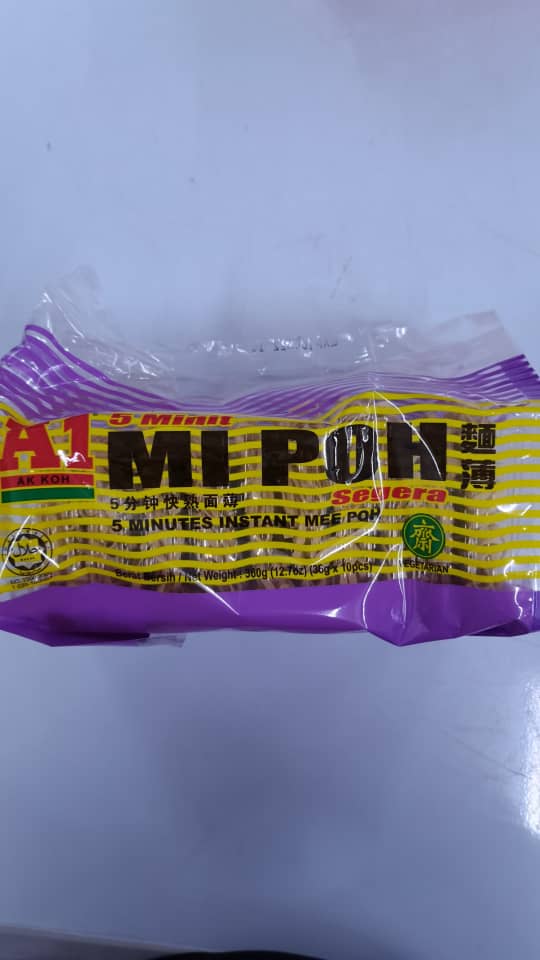 5 Minit
A1
AK KOH
MI POH
麵薄
Segera
5分钟快熟面薄
5 MINUTES INSTANT MEE POH
齋
VEGETARIAN
Berat Bersih / Net Weight : 360g (12.7oz) (36g x 10pcs)